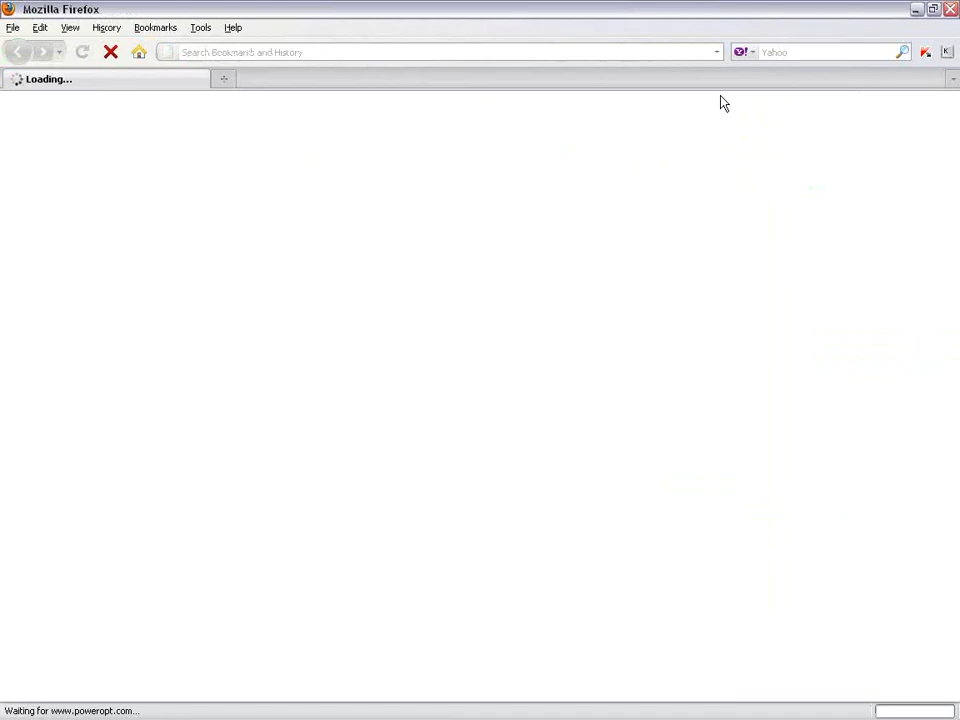 Mozilla Firefox
File Edit View History Bookmarks Tools Help
Search Bookmarks and History
Y! Yahoo
K
Loading...
Waiting for www.poweropt.com...